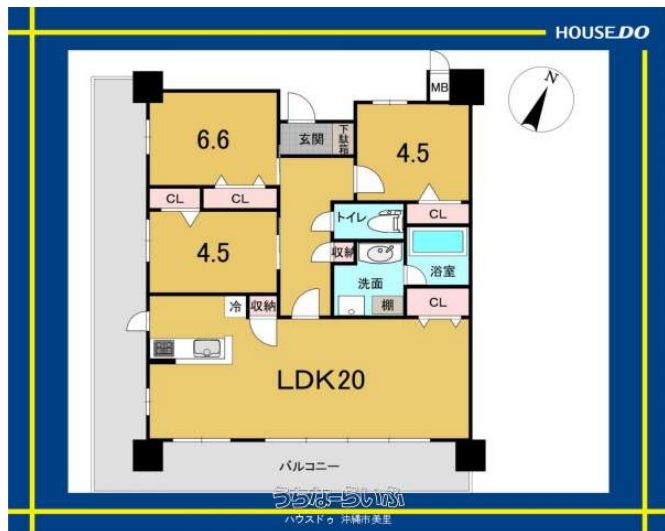 HOUSE DO
N
MB
6.6
玄関
下駄箱
4.5
CL
CL
トイレ
CL
4.5
収納
洗面
浴室
冷
収納
棚
CL
LDK20
バルコニー
うちなーらいふ
ハウスドゥ 沖縄市美里